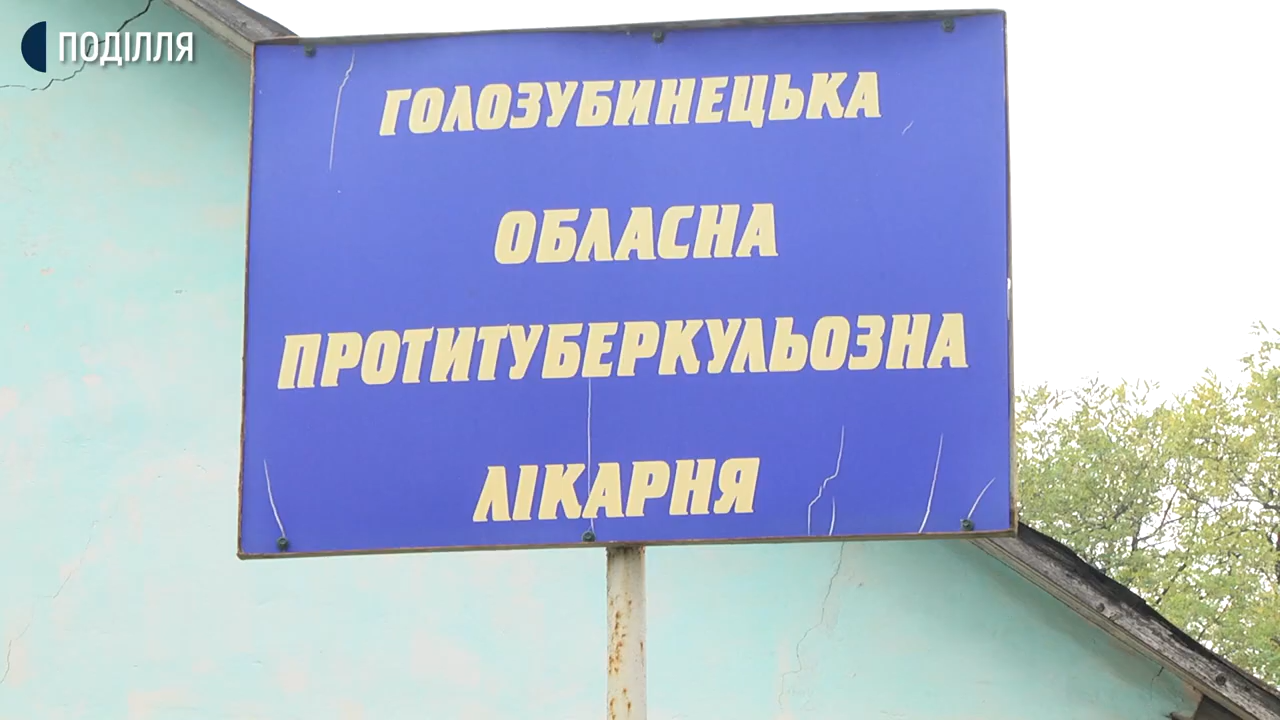 ПОДІЛЛЯ
ГОЛОЗУБИНЕЦЬКА
ОБЛАСНА
ПРОТИТУБЕРКУЛЬОЗНА
ЛІКАРНЯ